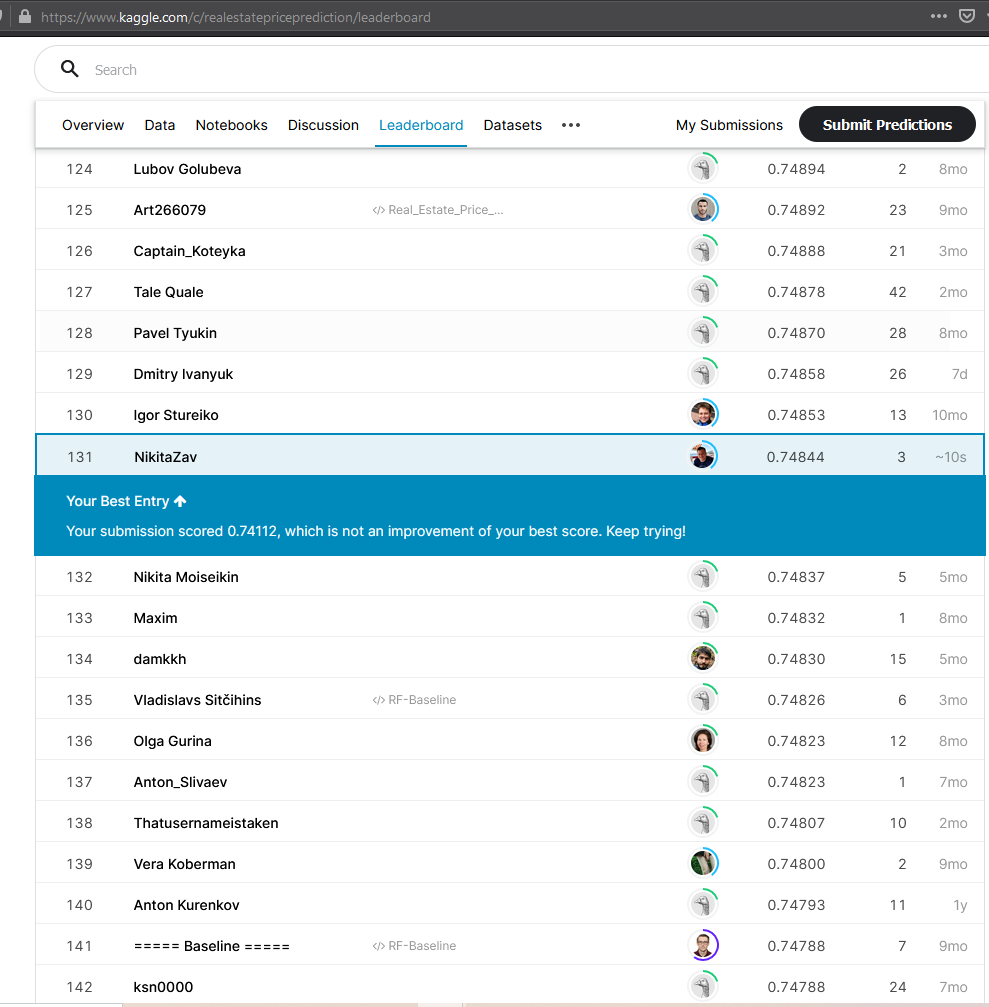 https://www.kaggle.com/c/realestatepriceprediction/leaderboard
Search
Overview Data Notebooks Discussion Leaderboard Datasets ••• My Submissions Submit Predictions
124 Lubov Golubeva 0.74894 2 8mo
125 Art266079 </> Real_Estate_Price_... 0.74892 23 9mo
126 Captain_Koteyka 0.74888 21 3mo
127 Tale Quale 0.74878 42 2mo
128 Pavel Tyukin 0.74870 28 8mo
129 Dmitry Ivanyuk 0.74858 26 7d
130 Igor Stureiko 0.74853 13 10mo
131 NikitaZav 0.74844 3 ~10s
Your Best Entry
Your submission scored 0.74112, which is not an improvement of your best score. Keep trying!
132 Nikita Moiseikin 0.74837 5 5mo
133 Maxim 0.74832 1 8mo
134 damkkh 0.74830 15 5mo
135 Vladislavs Sitčihins </> RF-Baseline 0.74826 6 3mo
136 Olga Gurina 0.74823 12 8mo
137 Anton_Slivaev 0.74823 1 7mo
138 Thatusernameistaken 0.74807 10 2mo
139 Vera Koberman 0.74800 2 9mo
140 Anton Kurenkov 0.74793 11 1y
141 ===== Baseline ===== </> RF-Baseline 0.74788 7 9mo
142 ksn0000 0.74788 24 7mo